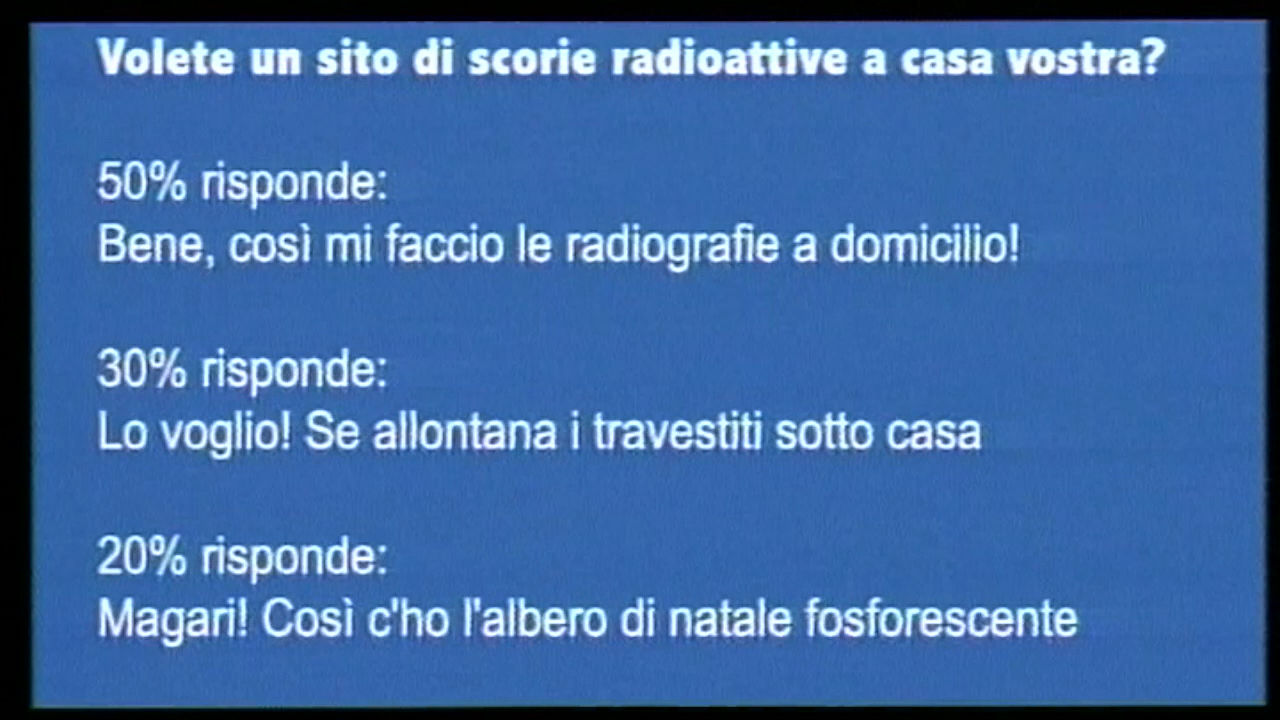 Volete un sito di scorie radioattive a casa vostra?
50% risponde:
Bene, così mi faccio le radiografie a domicilio!
30% risponde:
Lo voglio! Se allontana i travestiti sotto casa
20% risponde:
Magari! Così c'ho l'albero di natale fosforescente